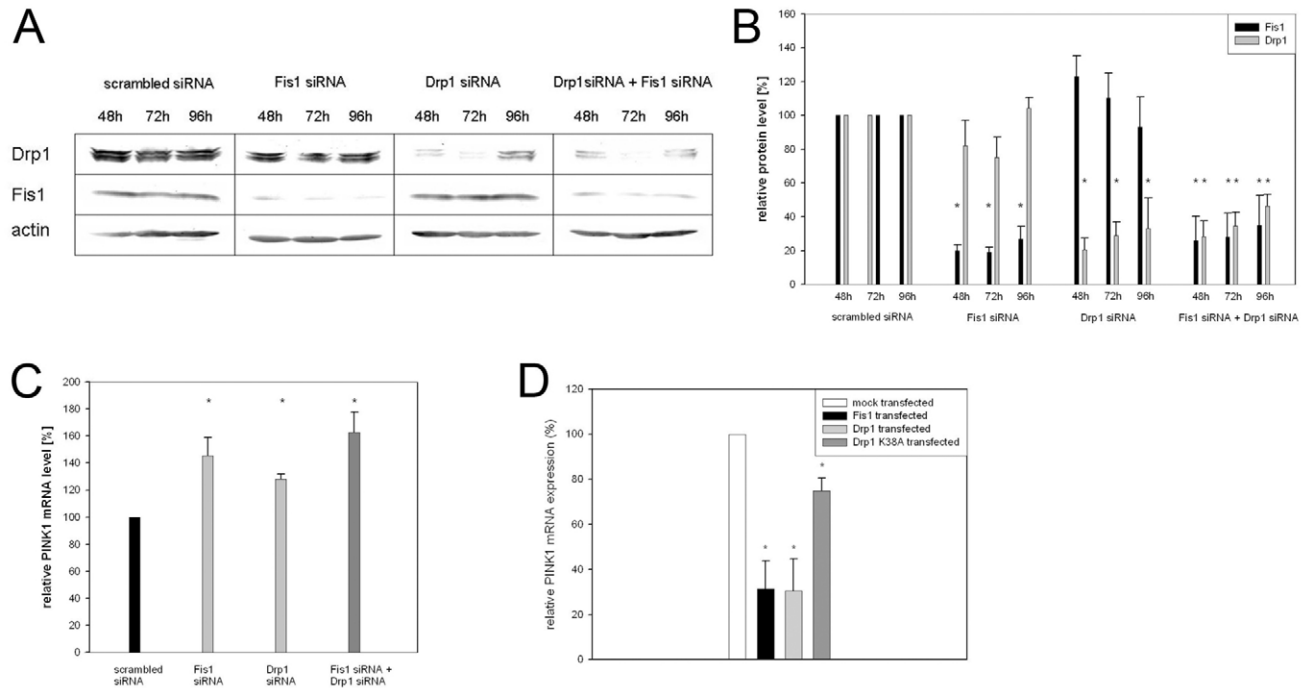 A
scrambled siRNA Fis1 siRNA Drp1 siRNA Drp1siRNA + Fis1 siRNA
48h 72h 96h 48h 72h 96h 48h 72h 96h 48h 72h 96h
Drp1
Fis1
actin
B
Fis1
Drp1
relative protein level [%]
160
140
120
100
80
60
40
20
0
* * * * * * ** ** **
48h 72h 96h 48h 72h 96h 48h 72h 96h 48h 72h 96h
scrambled siRNA Fis1 siRNA Drp1 siRNA Fis1 siRNA + Drp1 siRNA
C
relative PINK1 mRNA level [%]
200
180
160
140
120
100
80
60
40
20
0
* * *
scrambled Fis1 Drp1 Fis1 siRNA +
siRNA siRNA siRNA Drp1 siRNA
D
relative PINK1 mRNA expression (%)
120
100
80
60
40
20
0
mock transfected
Fis1 transfected
Drp1 transfected
Drp1 K38A transfected
* * *